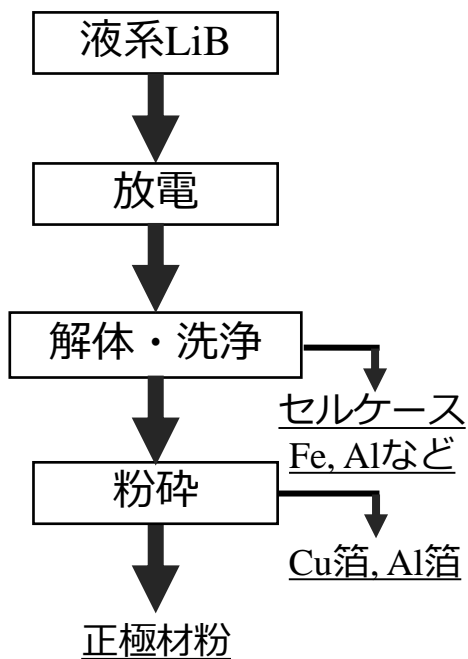 液系LiB
放電
解体・洗浄
セルケース
Fe, Alなど
粉砕
Cu箔, Al箔
正極材粉